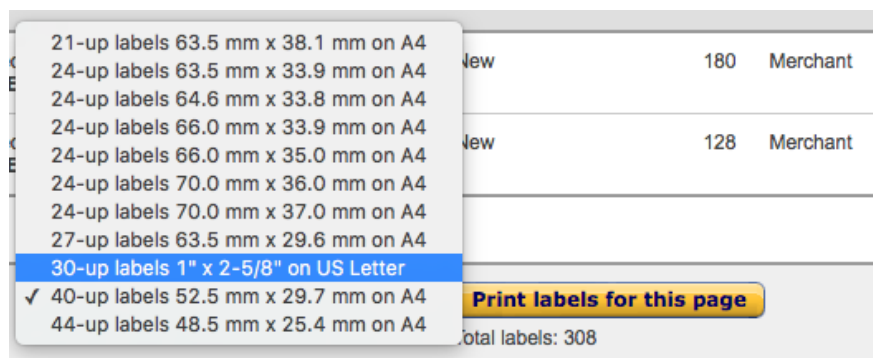 21-up labels 63.5 mm x 38.1 mm on A4
24-up labels 63.5 mm x 33.9 mm on A4
New 180 Merchant
24-up labels 64.6 mm x 33.8 mm on A4
24-up labels 66.0 mm x 33.9 mm on A4
24-up labels 66.0 mm x 35.0 mm on A4
New 128 Merchant
24-up labels 70.0 mm x 36.0 mm on A4
24-up labels 70.0 mm x 37.0 mm on A4
27-up labels 63.5 mm x 29.6 mm on A4
30-up labels 1" x 2-5/8" on US Letter
✓ 40-up labels 52.5 mm x 29.7 mm on A4
Print labels for this page
44-up labels 48.5 mm x 25.4 mm on A4
Total labels: 308